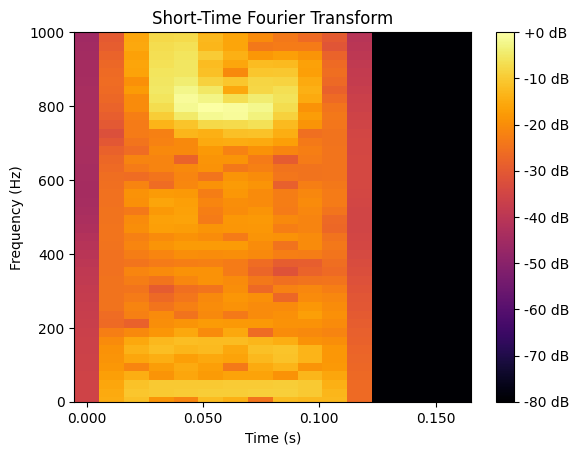 Short-Time Fourier Transform
1000
800
600
400
200
0
Frequency (Hz)
0.000
0.050
0.100
0.150
Time (s)
+0 dB
-10 dB
-20 dB
-30 dB
-40 dB
-50 dB
-60 dB
-70 dB
-80 dB